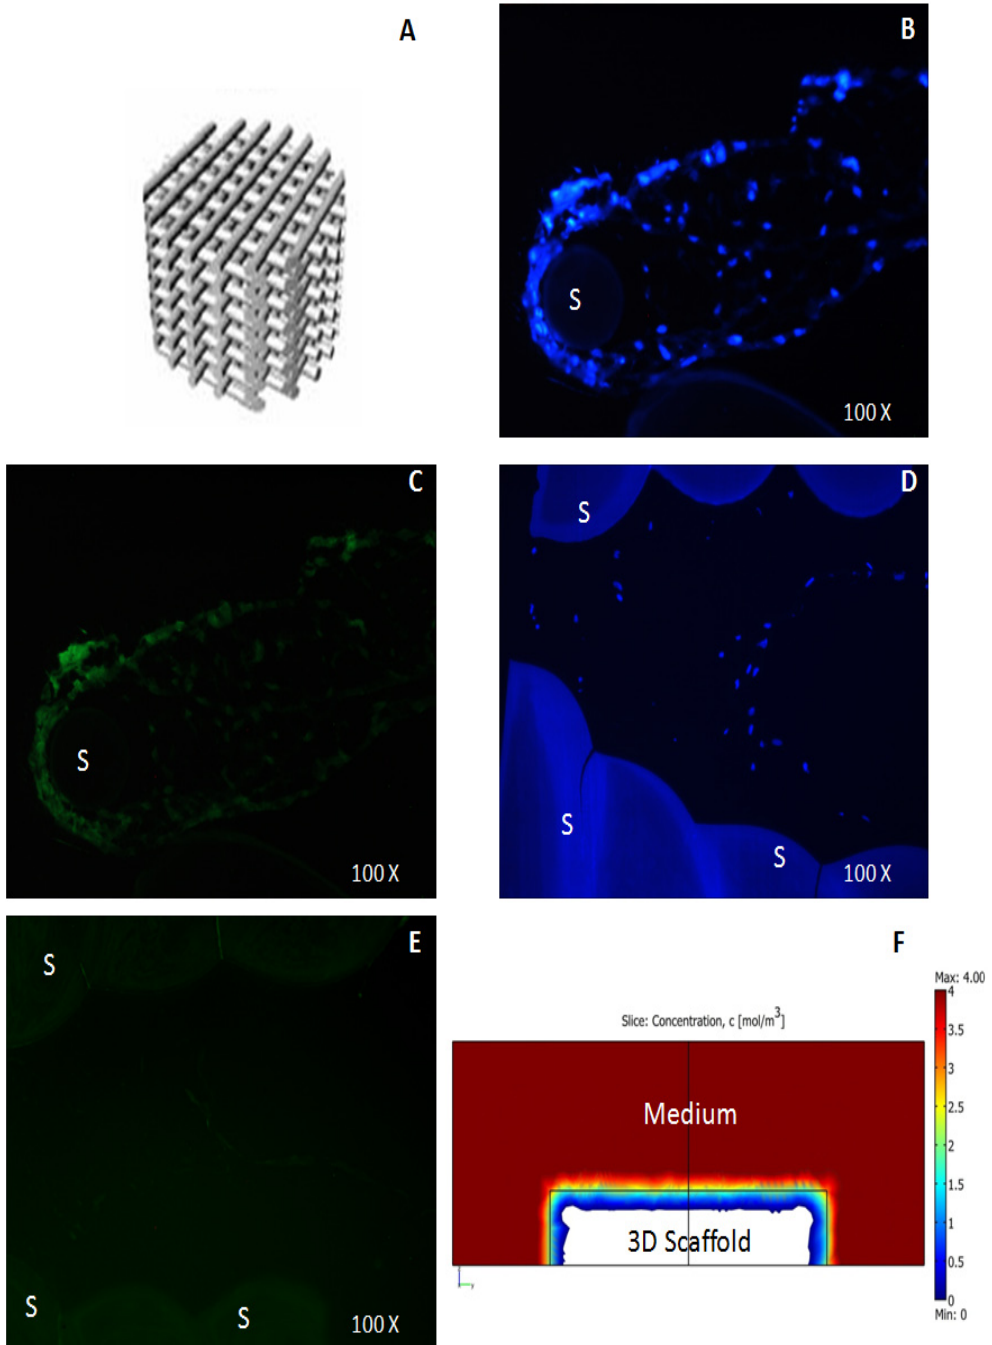 A
B
S
100 X
C
S
100 X
D
S
S
S
100 X
E
S
S
S
100 X
F
Max: 4.00
Slice: Concentration, c [mol/m³]
4
3.5
3
2.5
2
1.5
1
0.5
0
Min: 0
Medium
3D Scaffold